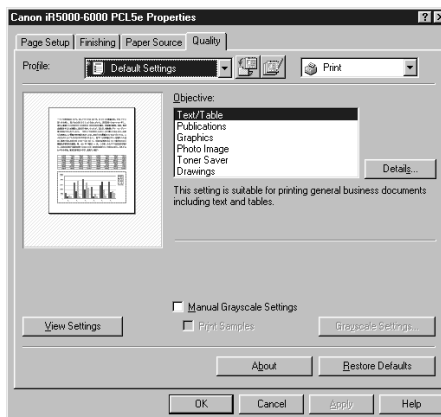 Canon iR5000-6000 PCL5e Properties
Page Setup Finishing Paper Source Quality
Profile: Default Settings Print
Objective:
Text/Table
Publications
Graphics
Photo Image
Toner Saver
Drawings
Details...
This setting is suitable for printing general business documents
including text and tables.
Manual Grayscale Settings
View Settings Print Samples Grayscale Settings...
About Restore Defaults
OK Cancel Apply Help